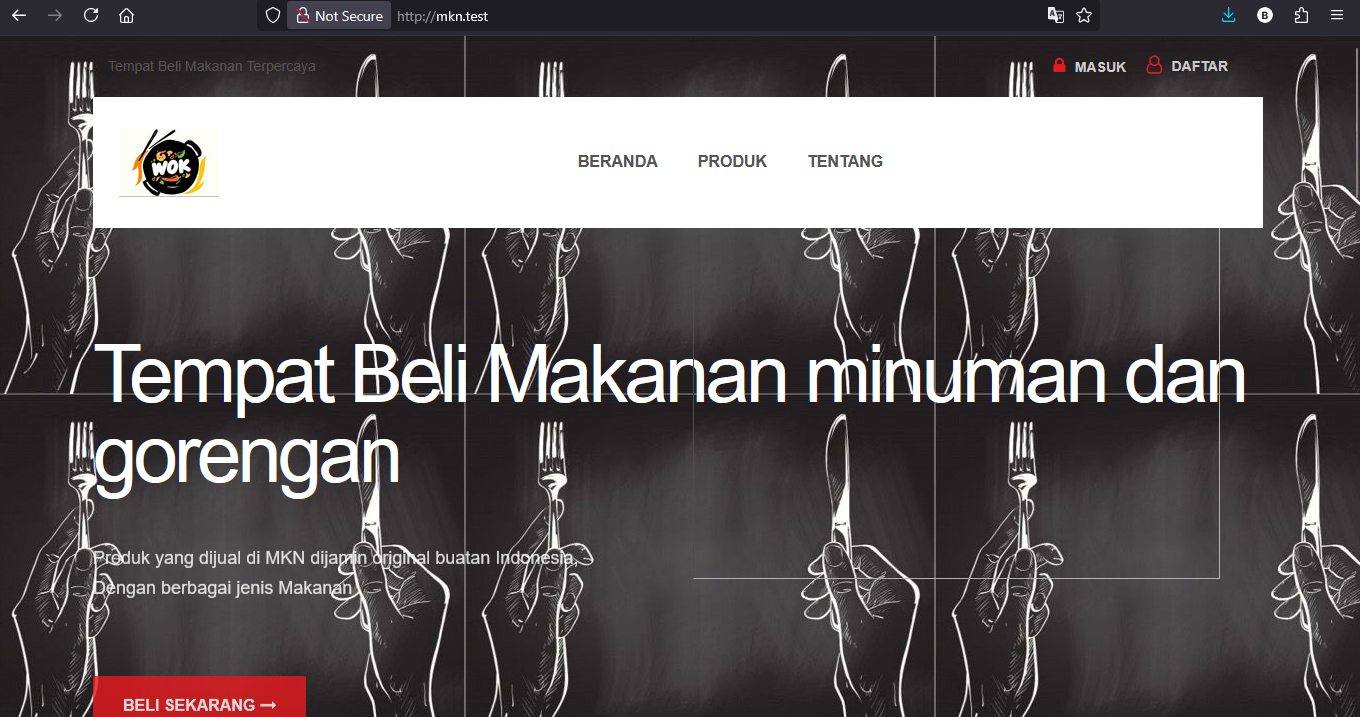 Not Secure
http://mkn.test
B
Tempat Beli Makanan Terpercaya
MASUK
DAFTAR
WOK
BERANDA
PRODUK
TENTANG
Tempat Beli Makanan minuman dan
gorengan
Produk yang dijual di MKN dijamin original buatan Indonesia,
Dengan berbagai jenis Makanan
BELI SEKARANG